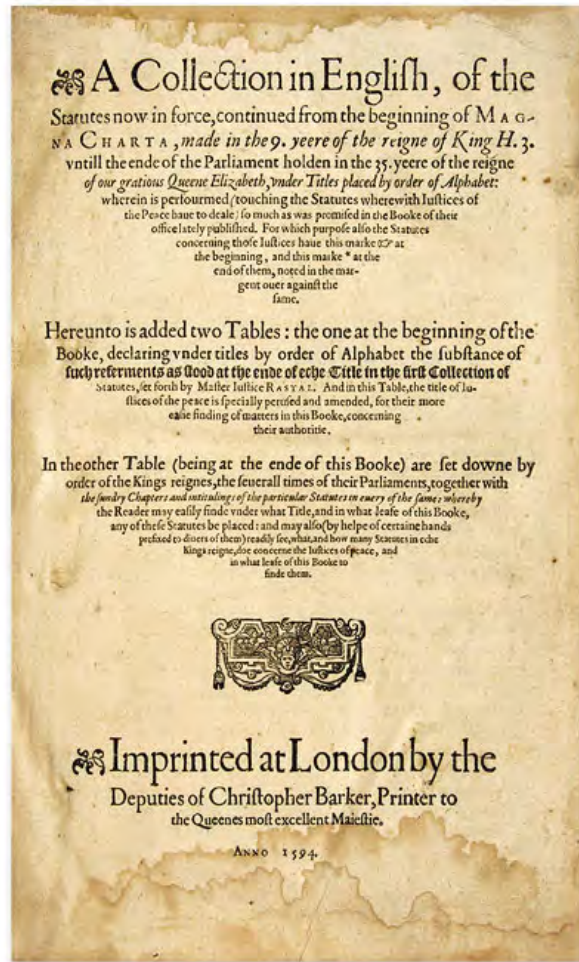 A Collection in Engliſh, of the
Statutes now in force, continued from the beginning of MAG-
NA CHARTA, made in the 9. yeere of the reigne of King H. 3.
vntill the ende of the Parliament holden in the 35. yeere of the reigne
of our gratious Queene Elizabeth, vnder Titles placed by order of Alphabet:
wherein is perfourmed (touching the Statutes wherewith Iuſtices of
the Peace haue to deale) ſo much as was promiſed in the Booke of their
office lately publiſhed. For which purpoſe alſo the Statutes
concerning thoſe Iuſtices haue this marke ☞ at
the beginning, and this marke * at the
end of them, noted in the mar-
gent ouer againſt the
ſame.
Hereunto is added two Tables: the one at the beginning of the
Booke, declaring vnder titles by order of Alphabet the ſubſtance of
ſuch referments as ſtood at the ende of eche Title in the firſt Collection of
Statutes, ſet forth by Maſter Iuſtice RASTAL. And in this Table, the title of Iu-
ſtices of the peace is ſpecially peruſed and amended, for their more
eaſie finding of matters in this Booke, concerning
their authoritie.
In the other Table (being at the ende of this Booke) are ſet downe by
order of the Kings reignes, the ſeuerall times of their Parliaments, together with
the ſundry Chapters and intitulings of the particular Statutes in euery of the ſame: whereby
the Reader may eaſily finde vnder what Title, and in what leafe of this Booke,
any of theſe Statutes be placed: and may alſo (by helpe of certaine hands
prefixed to diuers of them) readily ſee, what, and how many Statutes in eche
Kings reigne, doe concerne the Iuſtices of peace, and
in what leafe of this Booke to
finde them.
Imprinted at London by the
Deputies of Chriſtopher Barker, Printer to
the Queenes moſt excellent Maieſtie.
ANNO 1594.